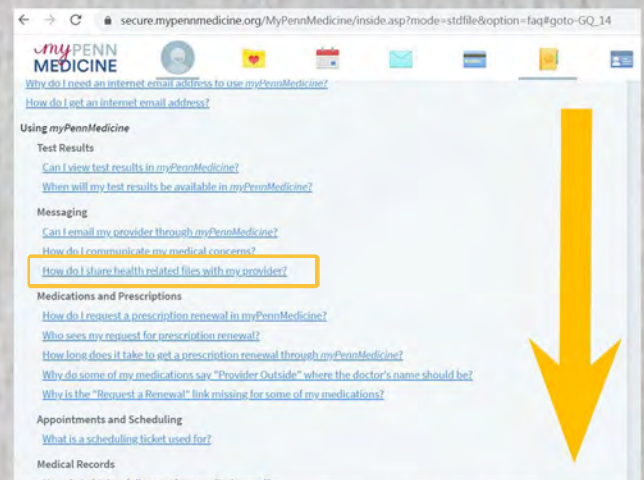 secure.mypennmedicine.org/MyPennMedicine/inside.asp?mode=stdfile&option=faq#goto-GQ_14
myPENN
MEDICINE
Why do I need an internet email address to use myPennMedicine?
How do I get an internet email address?
Using myPennMedicine
Test Results
Can I view test results in myPennMedicine?
When will my test results be available in myPennMedicine?
Messaging
Can I email my provider through myPennMedicine?
How do I communicate my medical concerns?
How do I share health related files with my provider?
Medications and Prescriptions
How do I request a prescription renewal in myPennMedicine?
Who sees my request for prescription renewal?
How long does it take to get a prescription renewal through myPennMedicine?
Why do some of my medications say "Provider Outside" where the doctor's name should be?
Why is the "Request a Renewal" link missing for some of my medications?
Appointments and Scheduling
What is a scheduling ticket used for?
Medical Records